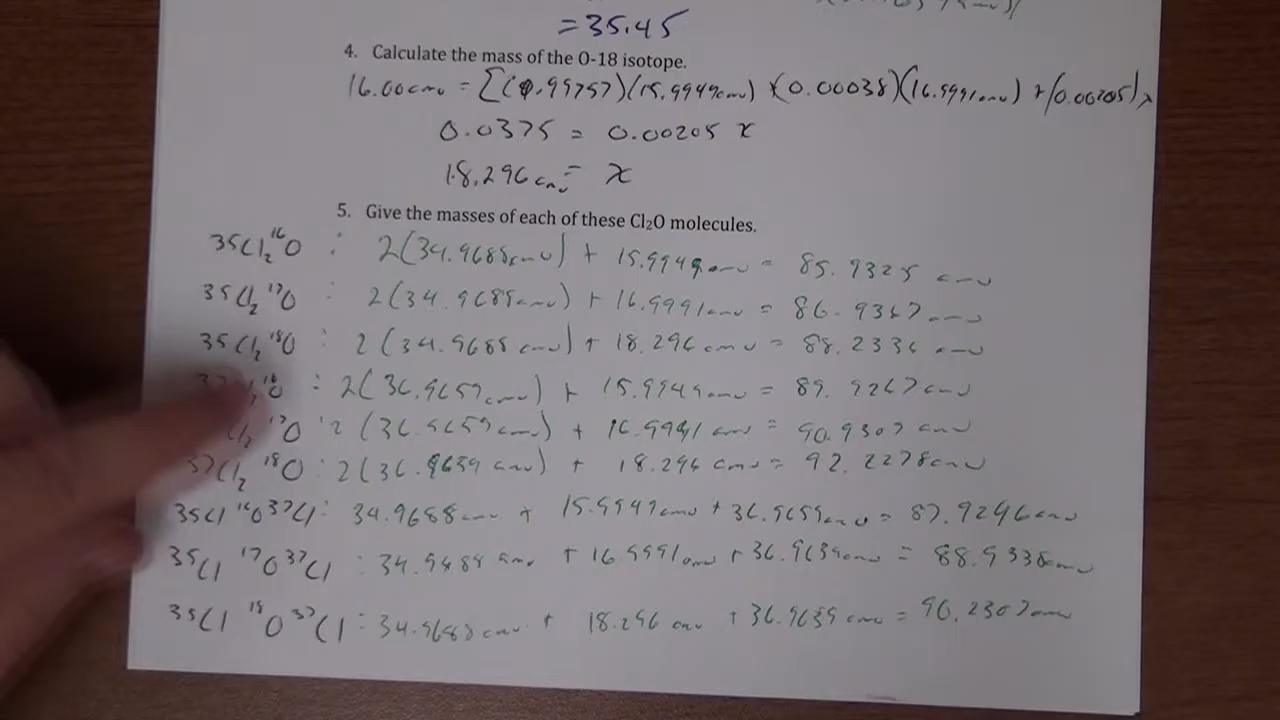 =35.45
4. Calculate the mass of the O-18 isotope.
16.00amu = [(0.99757)(15.9949amu) + (0.00038)(16.9991amu) + (0.00205)x
0.0375 = 0.00205 x
18.296amu = x
5. Give the masses of each of these Cl₂O molecules.
35Cl₂ ¹⁶O : 2(34.9688amu) + 15.9949amu = 85.9325 amu
35Cl₂ ¹⁷O : 2(34.9688amu) + 16.9991amu = 86.9367amu
35Cl₂ ¹⁸O : 2(34.9688amu) + 18.296amu = 88.2336 amu
¹⁶O : 2(36.9659amu) + 15.9949amu = 89.9267amu
Cl₂ ¹⁷O : 2(36.9659amu) + 16.9991amu = 90.9309amu
37Cl₂ ¹⁸O : 2(36.9659amu) + 18.296amu = 92.2278amu
35Cl ¹⁶O 37Cl : 34.9688amu + 15.9949amu + 36.9659amu = 87.9296amu
35Cl ¹⁷O 37Cl : 34.9688amu + 16.9991amu + 36.9659amu = 88.9338amu
35Cl ¹⁸O 37Cl : 34.9688amu + 18.296amu + 36.9659amu = 90.2307amu